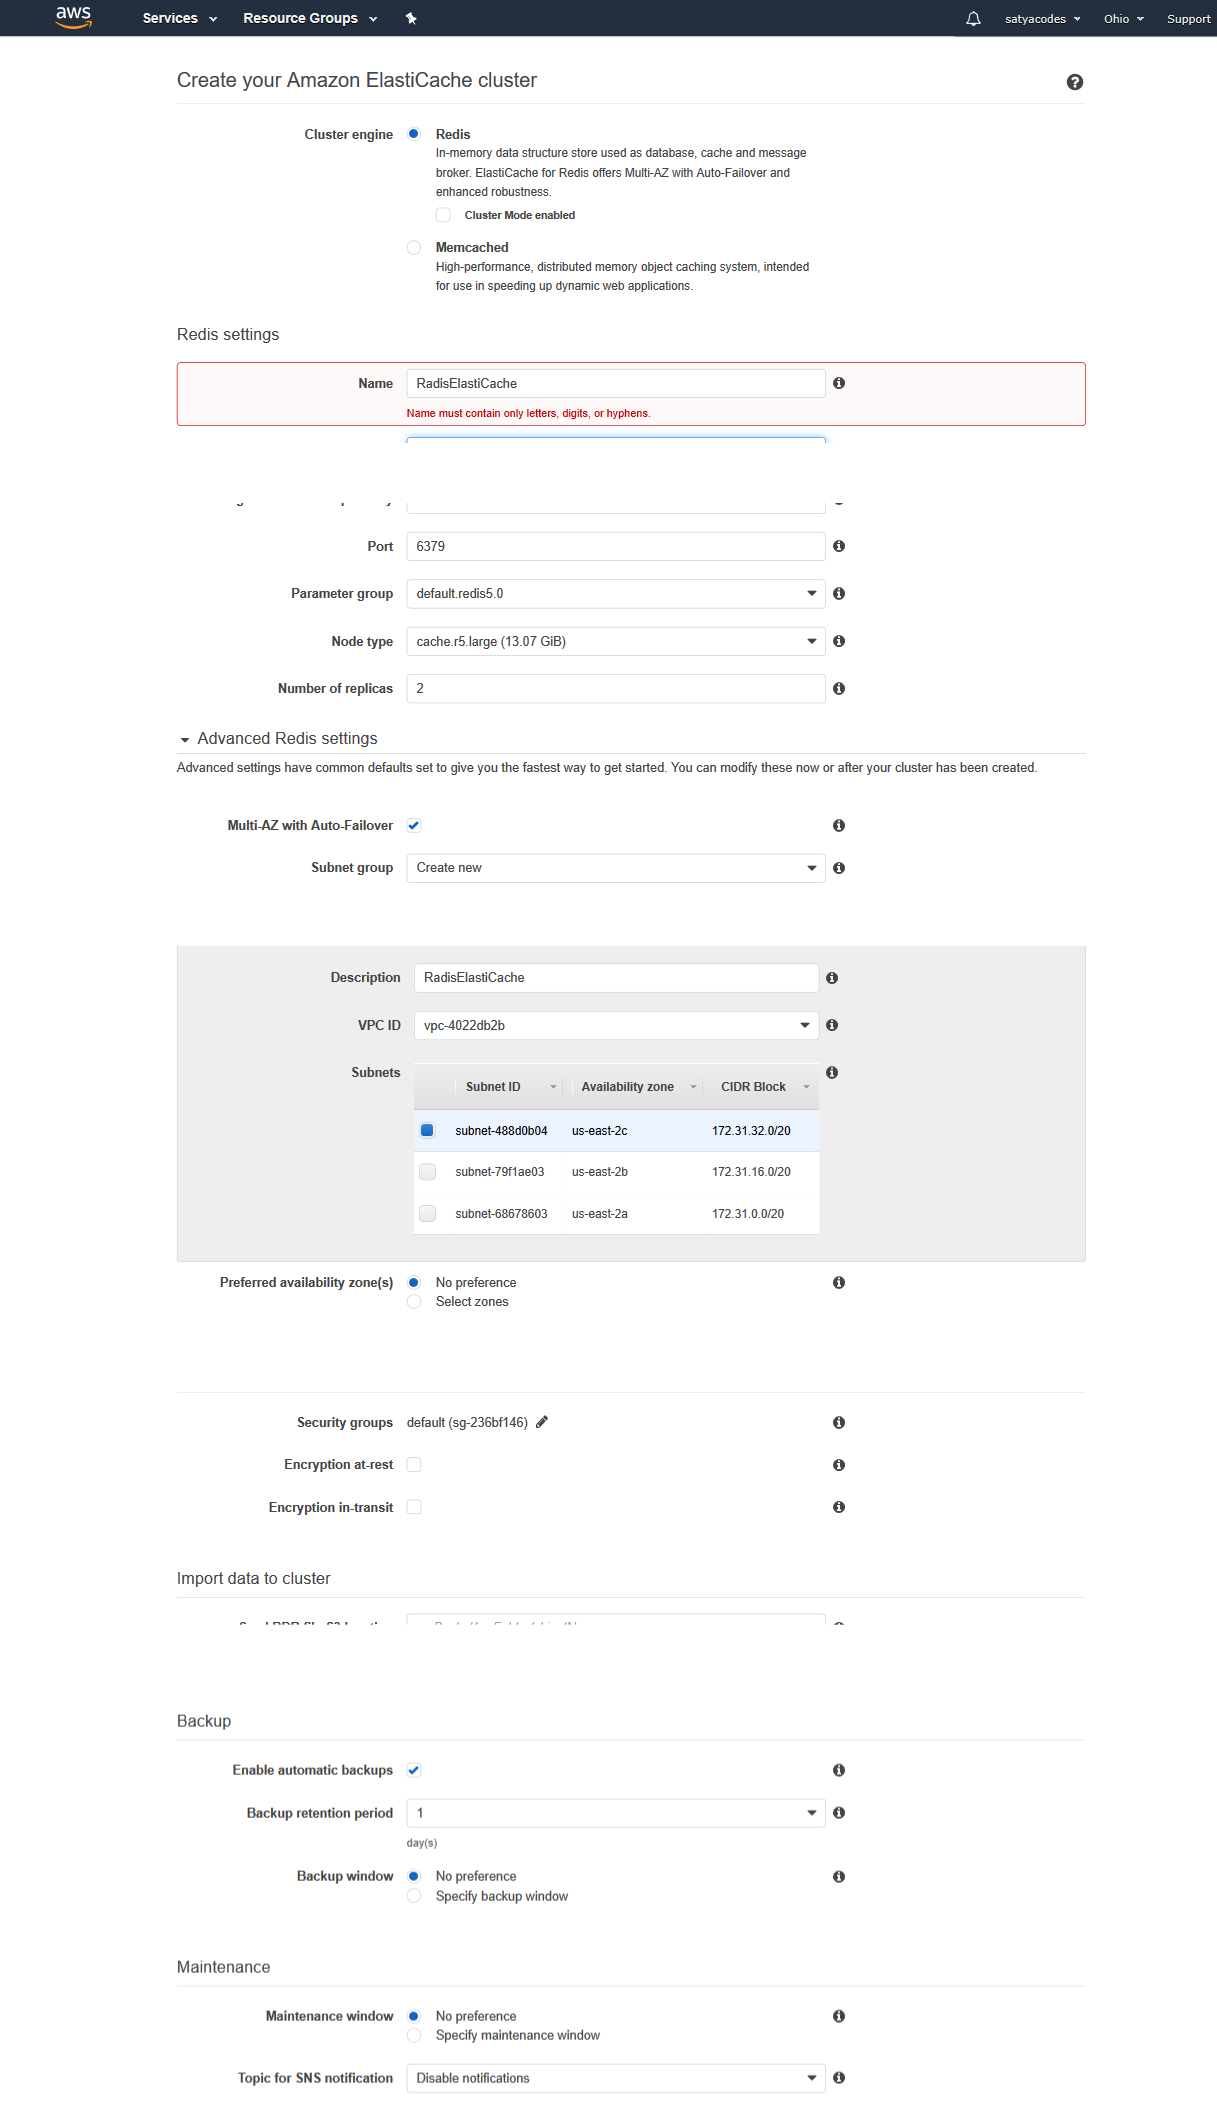 aws Services Resource Groups satyacodes Ohio Support
Create your Amazon ElastiCache cluster
Cluster engine Redis
In-memory data structure store used as database, cache and message
broker. ElastiCache for Redis offers Multi-AZ with Auto-Failover and
enhanced robustness.
Cluster Mode enabled
Memcached
High-performance, distributed memory object caching system, intended
for use in speeding up dynamic web applications.
Redis settings
Name RadisElastiCache
Name must contain only letters, digits, or hyphens.
Port 6379
Parameter group default.redis5.0
Node type cache.r5.large (13.07 GiB)
Number of replicas 2
Advanced Redis settings
Advanced settings have common defaults set to give you the fastest way to get started. You can modify these now or after your cluster has been created.
Multi-AZ with Auto-Failover
Subnet group Create new
Description RadisElastiCache
VPC ID vpc-4022db2b
Subnets Subnet ID Availability zone CIDR Block
subnet-488d0b04 us-east-2c 172.31.32.0/20
subnet-79f1ae03 us-east-2b 172.31.16.0/20
subnet-68678603 us-east-2a 172.31.0.0/20
Preferred availability zone(s) No preference
Select zones
Security groups default (sg-236bf146)
Encryption at-rest
Encryption in-transit
Import data to cluster
Backup
Enable automatic backups
Backup retention period 1
day(s)
Backup window No preference
Specify backup window
Maintenance
Maintenance window No preference
Specify maintenance window
Topic for SNS notification Disable notifications